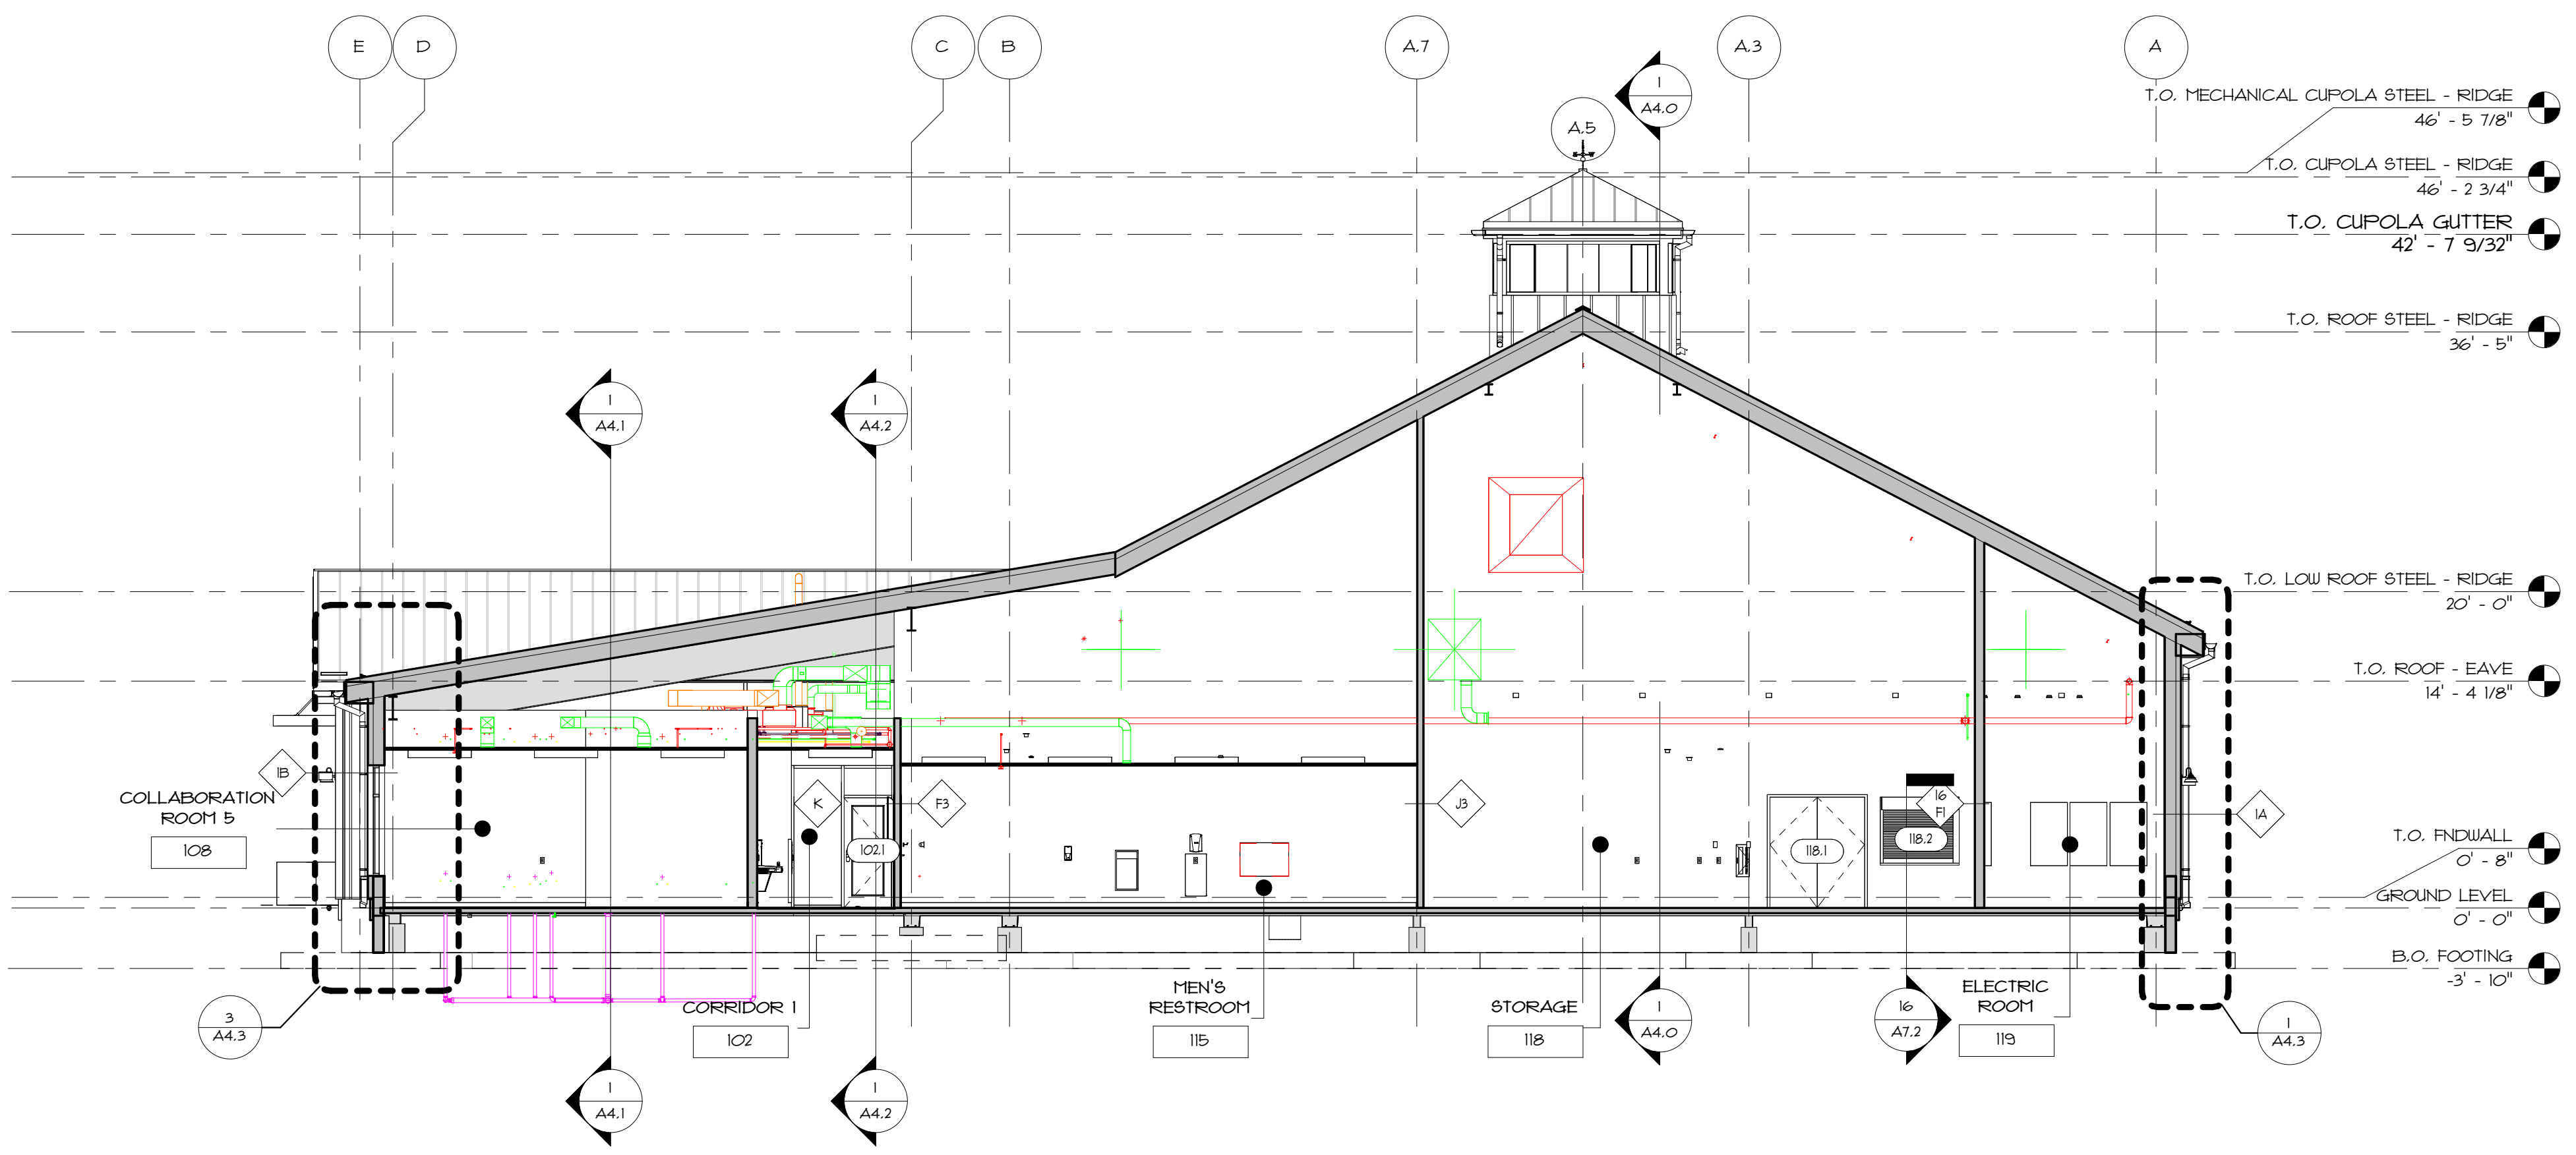 E
D
C
B
A.7
A.3
A
A.5
1
A4.0
T.O. MECHANICAL CUPOLA STEEL - RIDGE
46' - 5 7/8"
T.O. CUPOLA STEEL - RIDGE
46' - 2 3/4"
T.O. CUPOLA GUTTER
42' - 7 9/32"
T.O. ROOF STEEL - RIDGE
36' - 5"
1
A4.1
1
A4.2
T.O. LOW ROOF STEEL - RIDGE
20' - 0"
T.O. ROOF - EAVE
14' - 4 1/8"
1B
COLLABORATION
ROOM 5
108
K
F3
102.1
J3
118.1
16
F1
118.2
1A
T.O. FNDWALL
0' - 8"
GROUND LEVEL
0' - 0"
B.O. FOOTING
-3' - 10"
3
A4.3
CORRIDOR 1
102
MEN'S
RESTROOM
115
STORAGE
118
1
A4.0
16
A7.2
ELECTRIC
ROOM
119
1
A4.3
1
A4.1
1
A4.2